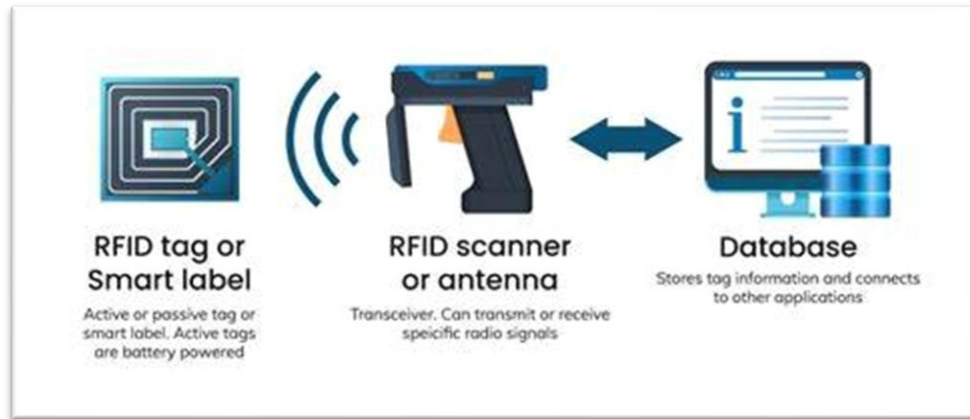 RFID tag or
Smart label
Active or passive tag or
smart label. Active tags
are battery powered
RFID scanner
or antenna
Transceiver. Can transmit or receive
speicific radio signals
Database
Stores tag information and connects
to other applications